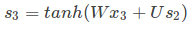 s₃ = tanh(Wx₃ + Us₂)